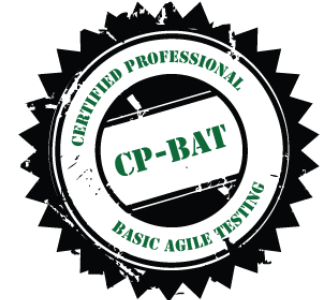 CERTIFIED PROFESSIONAL
CP-BAT
BASIC AGILE TESTING